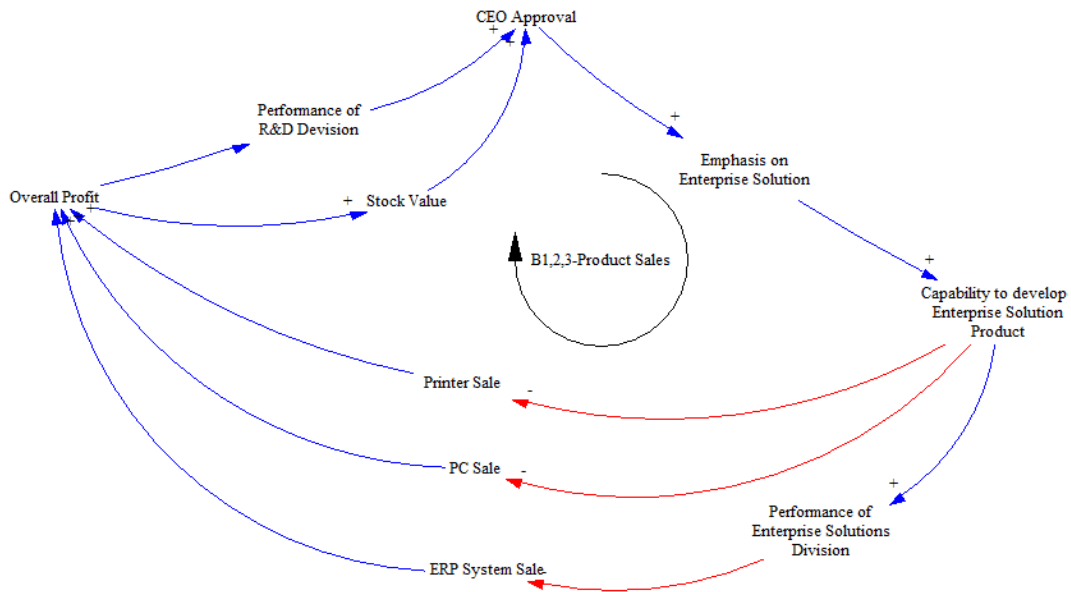 CEO Approval
+
+
Performance of
R&D Devision
+
Emphasis on
Enterprise Solution
Overall Profit
+
+
+ Stock Value
B1,2,3-Product Sales
+
Capability to develop
Enterprise Solution
Product
Printer Sale
-
PC Sale
-
+
Performance of
Enterprise Solutions
Division
ERP System Sale-